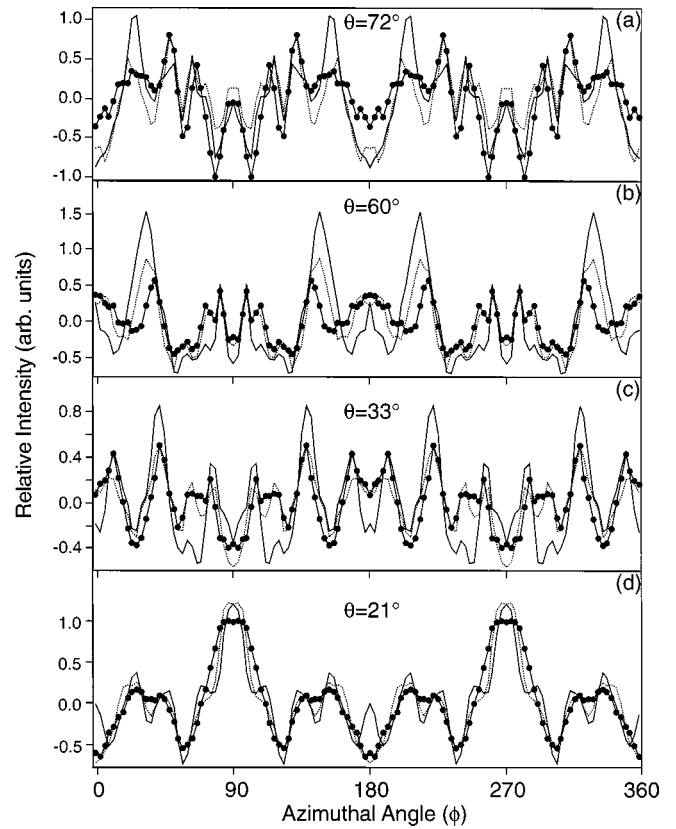 (a)
θ=72°
1.0
0.5
0.0
-0.5
-1.0
(b)
θ=60°
1.5
1.0
0.5
0.0
-0.5
(c)
θ=33°
0.8
0.4
0.0
-0.4
(d)
θ=21°
1.0
0.5
0.0
-0.5
0 90 180 270 360
Azimuthal Angle (ϕ)
Relative Intensity (arb. units)